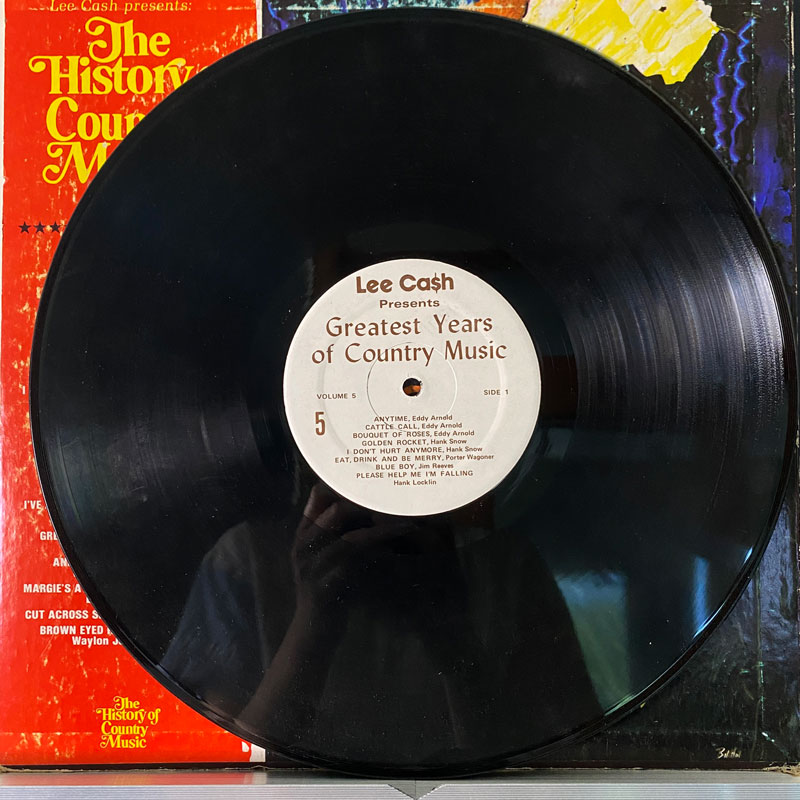 Lee Cash presents:
The
History
Coun
M
★★★
Lee Ca$h
Presents
Greatest Years
of Country Music
VOLUME 5 SIDE 1
5
ANYTIME, Eddy Arnold
CATTLE CALL, Eddy Arnold
BOUQUET OF ROSES, Eddy Arnold
GOLDEN ROCKET, Hank Snow
I DON'T HURT ANYMORE, Hank Snow
EAT, DRINK AND BE MERRY, Porter Wagoner
BLUE BOY, Jim Reeves
PLEASE HELP ME I'M FALLING
Hank Locklin
I'VE
GRE
AN
MARGIE'S A
CUT ACROSS S
BROWN EYED
Waylon J
The
History of
Country
Music